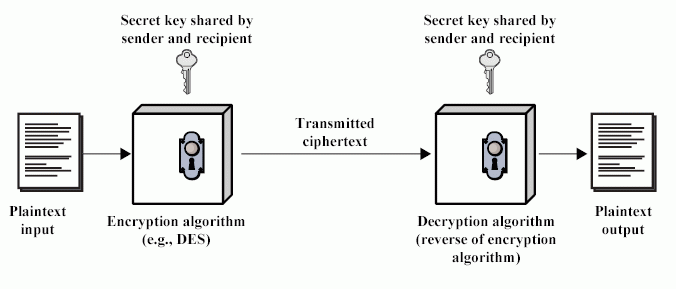 Secret key shared by
sender and recipient
Secret key shared by
sender and recipient
Transmitted
ciphertext
Plaintext
input
Encryption algorithm
(e.g., DES)
Decryption algorithm
(reverse of encryption
algorithm)
Plaintext
output